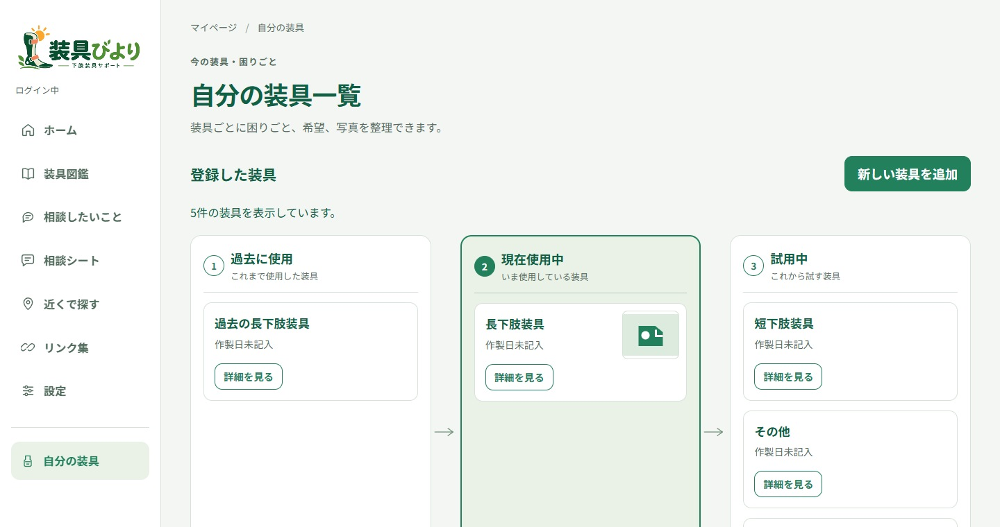 装具びより
下肢装具サポート
ログイン中
ホーム
装具図鑑
相談したいこと
相談シート
近くで探す
リンク集
設定
自分の装具
マイページ / 自分の装具
今の装具・困りごと
自分の装具一覧
装具ごとに困りごと、希望、写真を整理できます。
登録した装具
新しい装具を追加
5件の装具を表示しています。
1 過去に使用
これまで使用した装具
過去の長下肢装具
作製日未記入
詳細を見る
2 現在使用中
いま使用している装具
長下肢装具
作製日未記入
詳細を見る
3 試用中
これから試す装具
短下肢装具
作製日未記入
詳細を見る
その他
作製日未記入
詳細を見る